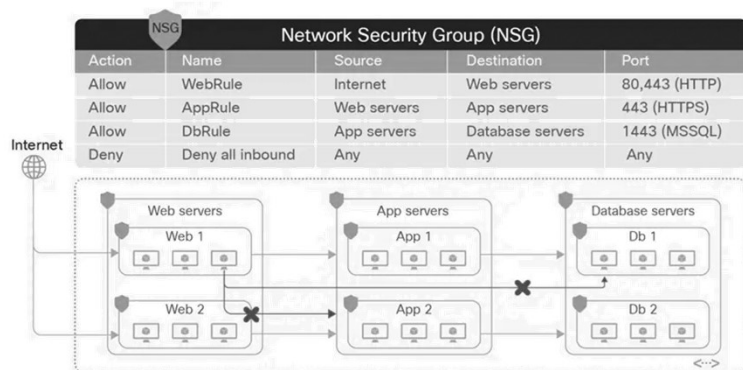 NSG
Network Security Group (NSG)
Action Name Source Destination Port
Allow WebRule Internet Web servers 80,443 (HTTP)
Allow AppRule Web servers App servers 443 (HTTPS)
Allow DbRule App servers Database servers 1443 (MSSQL)
Deny Deny all inbound Any Any Any
Internet
Web servers App servers Database servers
Web 1 App 1 Db 1
Web 2 App 2 Db 2